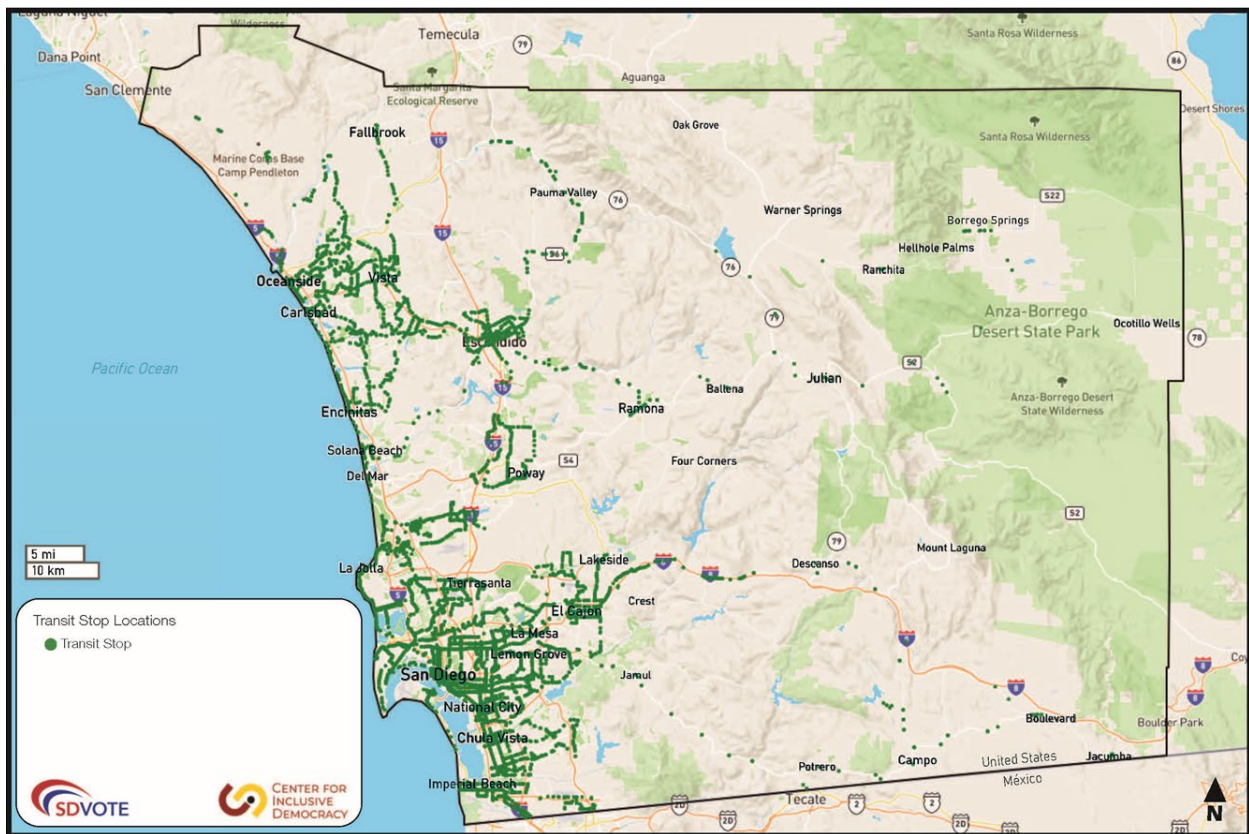 Temecula
79
Santa Rosa Wilderness
86
Dana Point
San Clemente
Santa Margarita
Ecological Reserve
Aguanga
Desert Shores
Fallbrook
15
Oak Grove
Santa Rosa Wilderness
Marine Corps Base
Camp Pendleton
Pauma Valley
76
S22
Warner Springs
Borrego Springs
5
15
Hellhole Palms
Oceanside
Vista
S6
76
Ranchita
Carlsbad
79
Anza-Borrego
Desert State Park
Ocotillo Wells
78
Escondido
Pacific Ocean
15
Ballena
Julian
Anza-Borrego Desert
State Wilderness
Encinitas
Ramona
15
Solana Beach
Del Mar
Poway
S4
Four Corners
S2
79
Mount Laguna
5 mi
10 km
La Jolla
Lakeside
8
Descanso
Tierrasanta
5
El Cajon
Crest
Transit Stop Locations
Transit Stop
La Mesa
Lemon Grove
San Diego
Jamul
8
8
8
National City
Boulevard
Boulder Park
Chula Vista
Campo
United States
Jacumba
Potrero
México
Imperial Beach
Tecate
2D
2
2
2D
2D
2D
SDVOTE
CENTER FOR
INCLUSIVE
DEMOCRACY
N